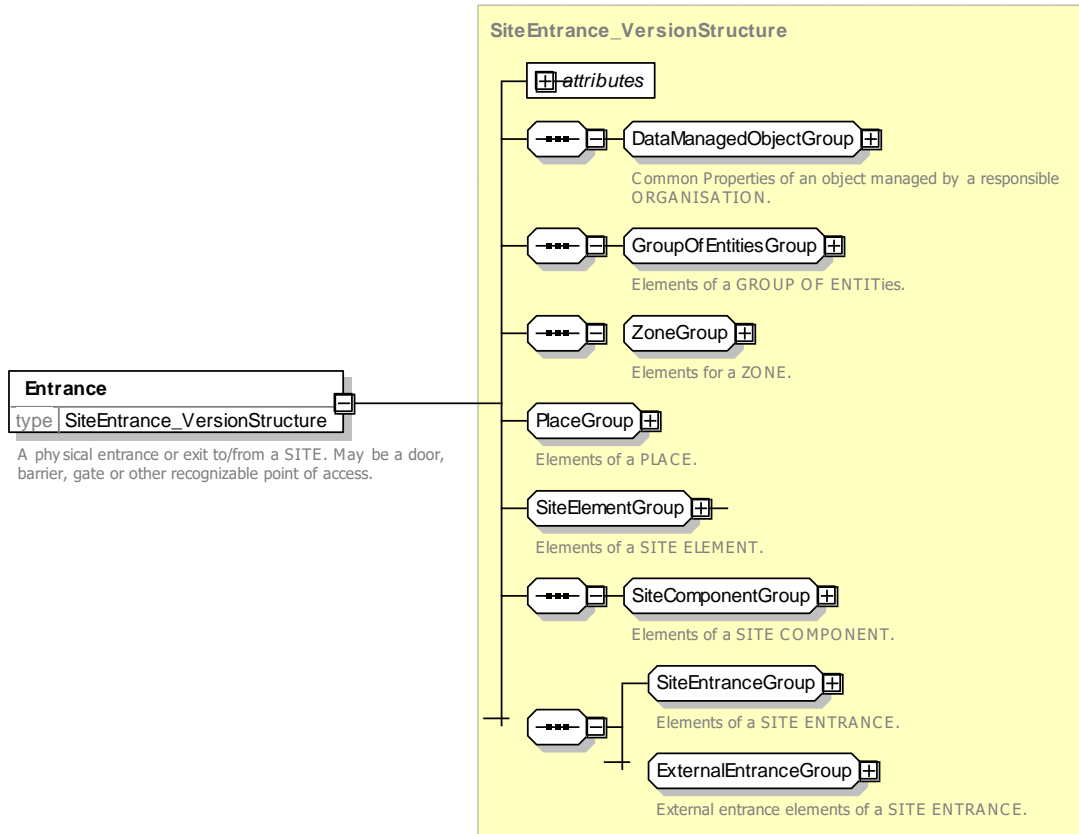 SiteEntrance_VersionStructure
attributes
DataManagedObjectGroup
Common Properties of an object managed by a responsible
ORGANISATION.
GroupOfEntitiesGroup
Elements of a GROUP OF ENTITies.
ZoneGroup
Elements for a ZONE.
Entrance
type SiteEntrance_VersionStructure
A physical entrance or exit to/from a SITE. May be a door,
barrier, gate or other recognizable point of access.
PlaceGroup
Elements of a PLACE.
SiteElementGroup
Elements of a SITE ELEMENT.
SiteComponentGroup
Elements of a SITE COMPONENT.
SiteEntranceGroup
Elements of a SITE ENTRANCE.
ExternalEntranceGroup
External entrance elements of a SITE ENTRANCE.